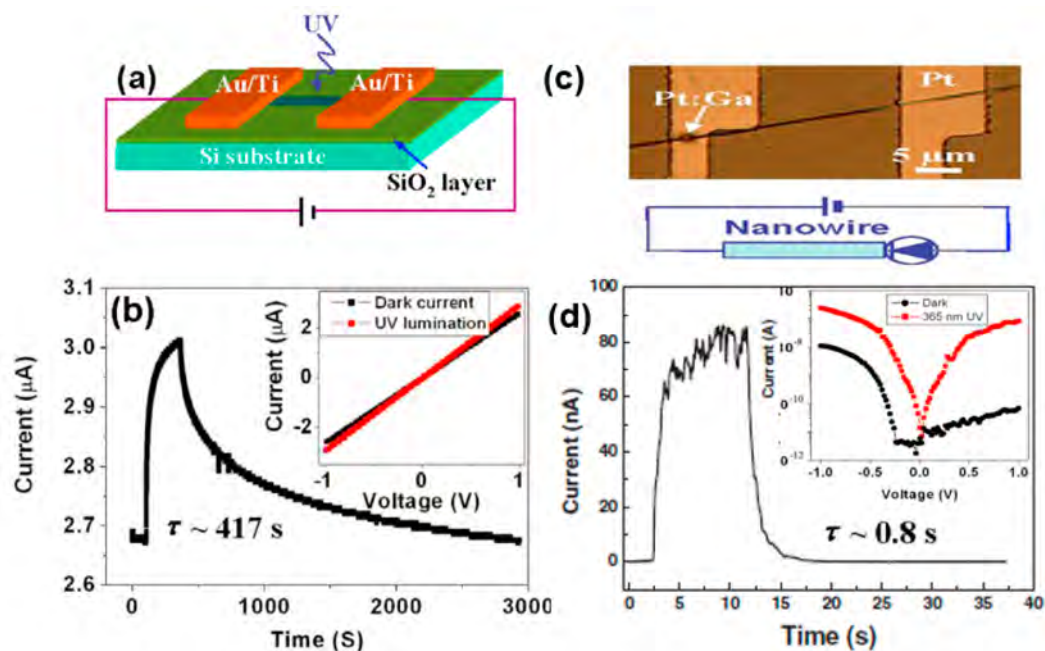 UV
(a)
Au/Ti
Au/Ti
Si substrate
SiO₂ layer
(b)
3.1
3.0
2.9
2.8
2.7
2.6
Current (μA)
0
1000
2000
3000
Time (S)
τ ~ 417 s
Dark current
UV lumination
Current (μA)
2
0
-2
-1
0
1
Voltage (V)
(c)
Pt:Ga
Pt
5 μm
Nanowire
(d)
100
80
60
40
20
0
Current (nA)
0
5
10
15
20
25
30
35
40
Time (s)
τ ~ 0.8 s
Dark
365 nm UV
Current (A)
-1.0
-0.5
0.0
0.5
1.0
Voltage (V)